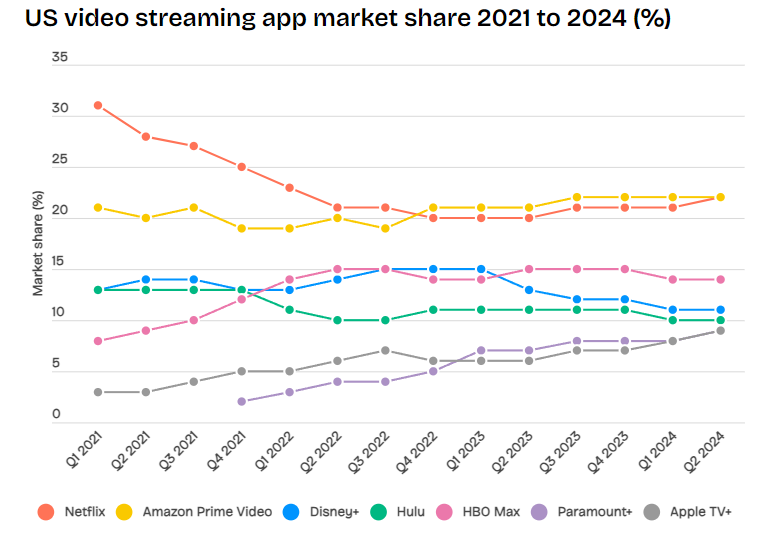 US video streaming app market share 2021 to 2024 (%)
35
30
25
20
15
10
5
0
Market share (%)
Q1 2021 Q2 2021 Q3 2021 Q4 2021 Q1 2022 Q2 2022 Q3 2022 Q4 2022 Q1 2023 Q2 2023 Q3 2023 Q4 2023 Q1 2024 Q2 2024
Netflix Amazon Prime Video Disney+ Hulu HBO Max Paramount+ Apple TV+